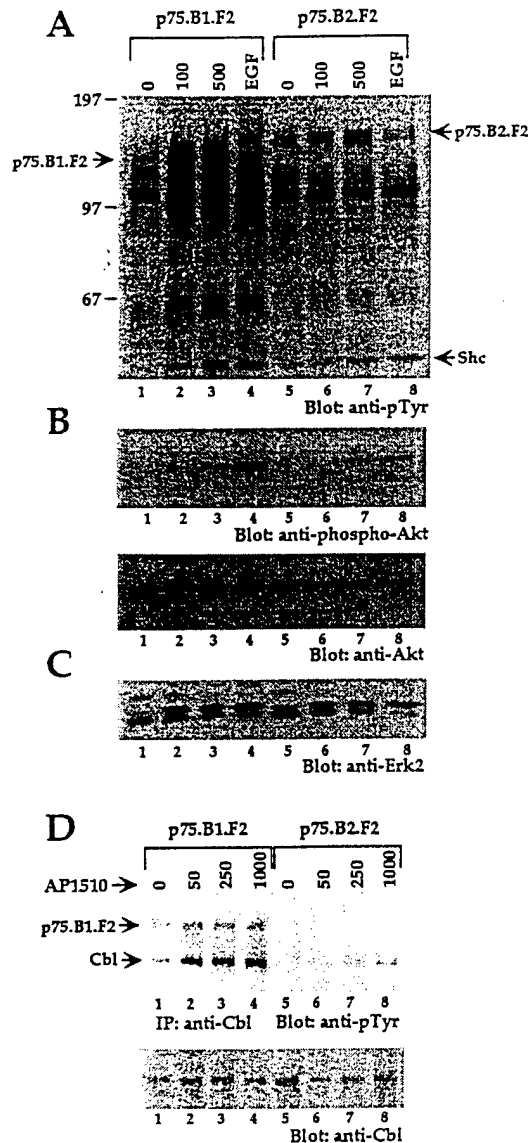 A
p75.B1.F2 p75.B2.F2
0 100 500 EGF 0 100 500 EGF
197
p75.B2.F2
p75.B1.F2
97
67
Shc
1 2 3 4 5 6 7 8
Blot: anti-pTyr
B
1 2 3 4 5 6 7 8
Blot: anti-phospho-Akt
1 2 3 4 5 6 7 8
Blot: anti-Akt
C
1 2 3 4 5 6 7 8
Blot: anti-Erk2
D
p75.B1.F2 p75.B2.F2
AP1510 0 50 250 1000 0 50 250 1000
p75.B1.F2
Cbl
1 2 3 4 5 6 7 8
IP: anti-Cbl Blot: anti-pTyr
1 2 3 4 5 6 7 8
Blot: anti-Cbl